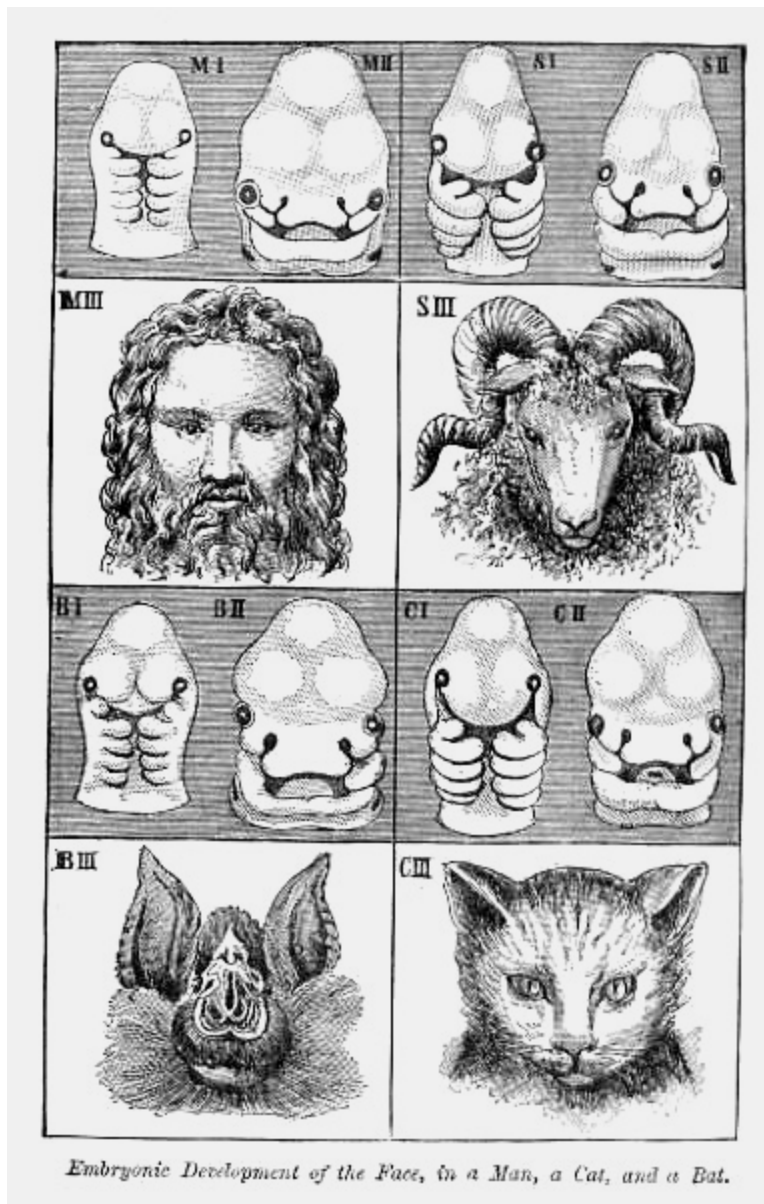 M I M II S I S II
M III S III
B I B II C I C II
B III C III
Embryonic Development of the Face, in a Man, a Cat, and a Bat.